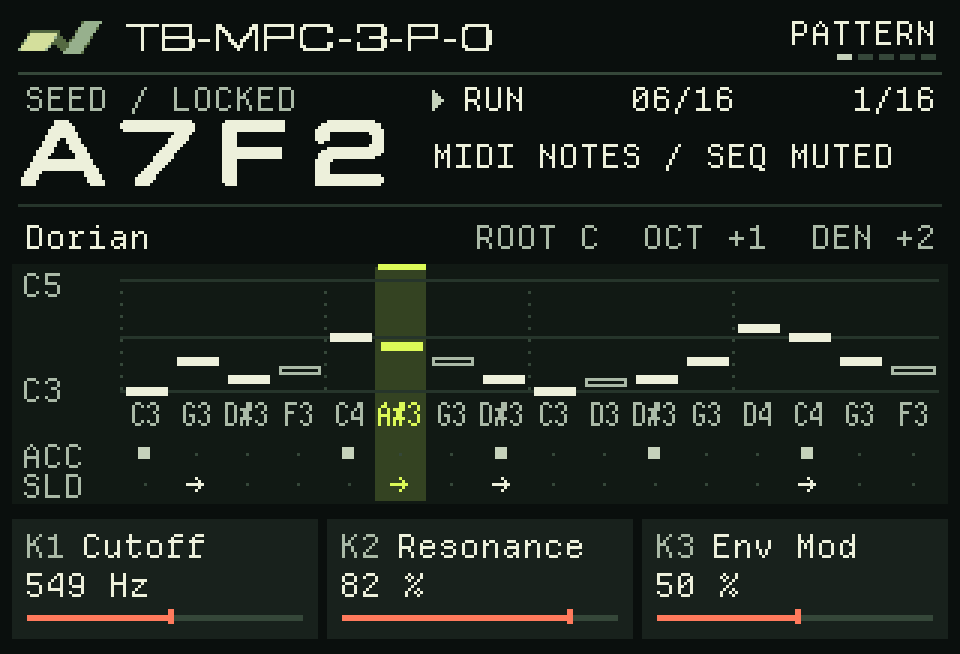 TB-MPC-3-P-O PATTERN
SEED / LOCKED RUN 06/16 1/16
A7F2 MIDI NOTES / SEQ MUTED
Dorian ROOT C OCT +1 DEN +2
C5
C3
C3 G3 D#3 F3 C4 A#3 G3 D#3 C3 D3 D#3 G3 D4 C4 G3 F3
ACC
SLD
K1 Cutoff K2 Resonance K3 Env Mod
549 Hz 82 % 50 %